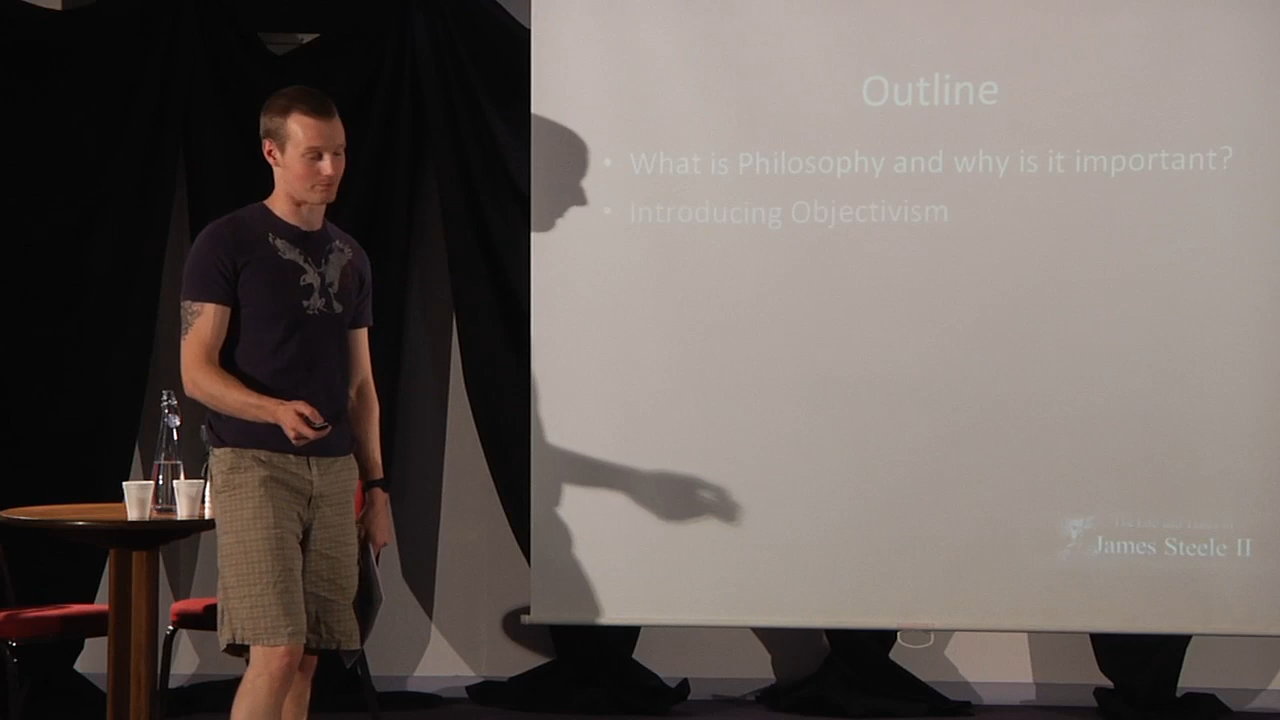 Outline
• What is Philosophy and why is it important?
• Introducing Objectivism
James Steele II